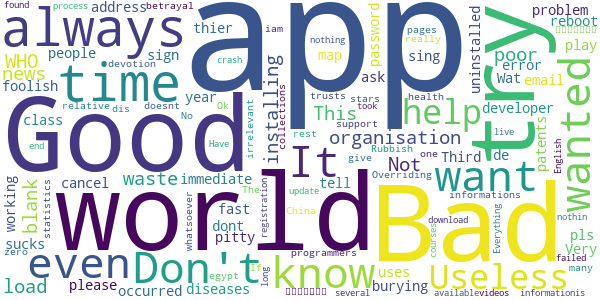 found process
address betrayal
always app
WHO people thier
news time sign
foolish devotion
relative dis
crash
iam
nothing
map
trusts
ask
stars
took
pages
really
sing
password
health
help
uninstalled
try
problem
reboot
poor
play
error
Wat email
developer
wanted
live
patents
English
de
Third
Good
year
doesnt
No
Ok
Have
irrelevant
installing
collections
This
support
rest
give
organisation
Not
one
Rubbish
Overriding
It
tell
class
end
blank
waste immediate
working
statistics
cancel
sucks
zero
even
load
please
Don't
occurred
whatsoever
fast
dont
pitty
world
The
registration
update
China
If
long
egypt
diseases
several
know
programmers
uses
burying
want
Bad
informations
download
Useless
courses
Everything
nothin
pls
Very
failed
many
available
videos
informationis